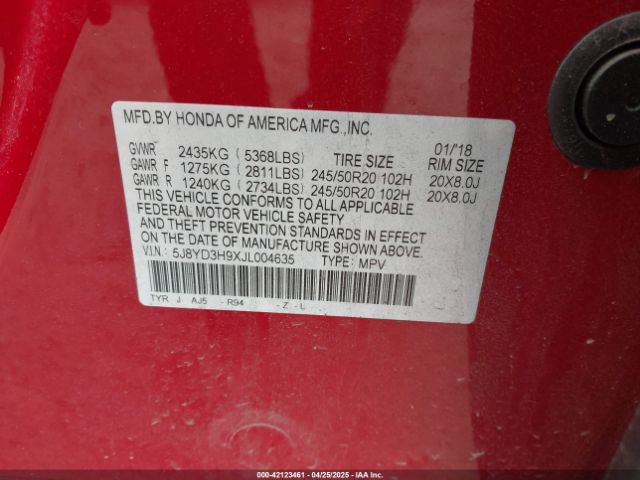 MFD.BY HONDA OF AMERICA MFG.,INC.
01/'18
GVWR 2435KG ( 5368LBS) TIRE SIZE RIM SIZE
GAWR F 1275KG ( 2811LBS) 245/50R20 102H 20X8.0J
GAWR R 1240KG ( 2734LBS) 245/50R20 102H 20X8.0J
THIS VEHICLE CONFORMS TO ALL APPLICABLE
FEDERAL MOTOR VEHICLE SAFETY
AND THEFT PREVENTION STANDARDS IN EFFECT
ON THE DATE OF MANUFACTURE SHOWN ABOVE.
V.I.N.: 5J8YD3H9XJL004635 TYPE: MPV
TYR J- AJ5 - R94 - Z - L
000-42123461 - 04/25/2025 - IAA Inc.